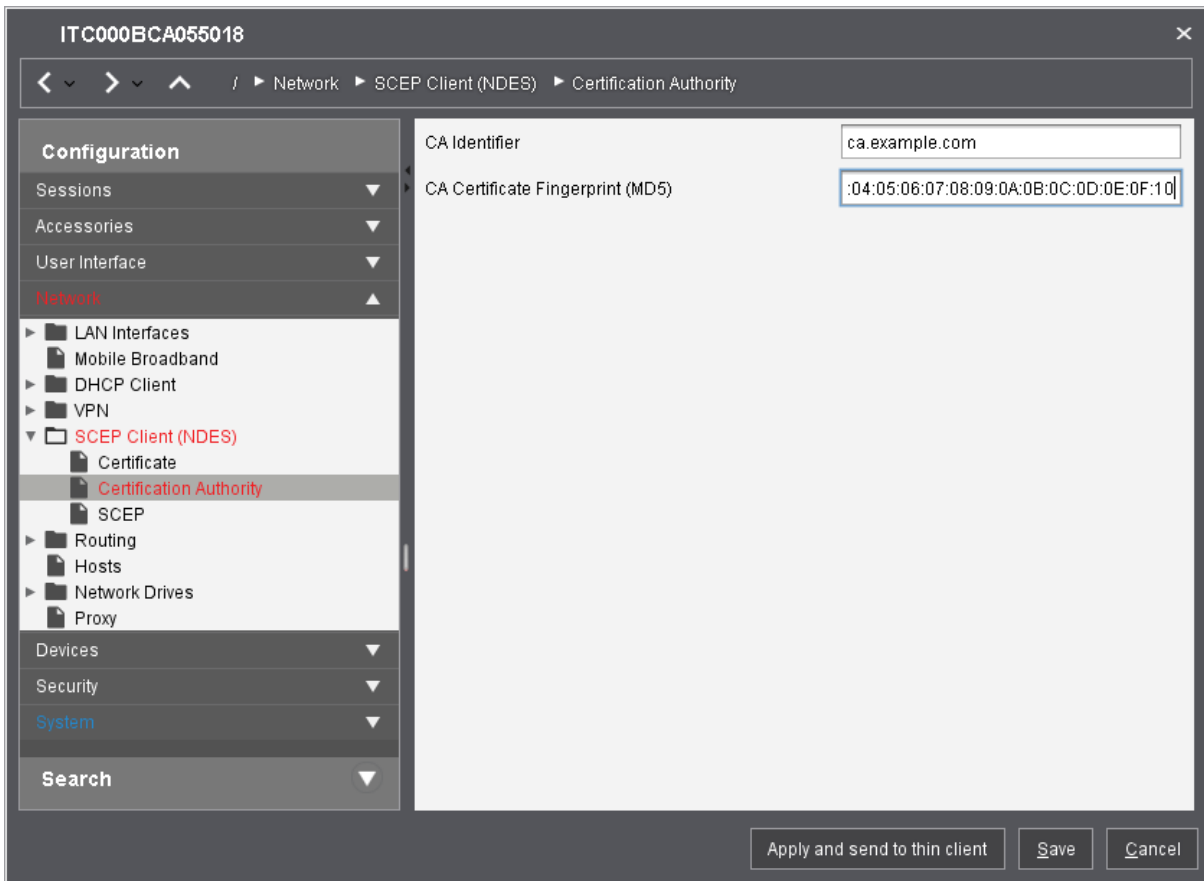 ITC000BCA055018
/ Network SCEP Client (NDES) Certification Authority
Configuration
Sessions
Accessories
User Interface
Network
LAN Interfaces
Mobile Broadband
DHCP Client
VPN
SCEP Client (NDES)
Certificate
Certification Authority
SCEP
Routing
Hosts
Network Drives
Proxy
Devices
Security
System
Search
CA Identifier
ca.example.com
CA Certificate Fingerprint (MD5)
:04:05:06:07:08:09:0A:0B:0C:0D:0E:0F:10
Apply and send to thin client
Save
Cancel